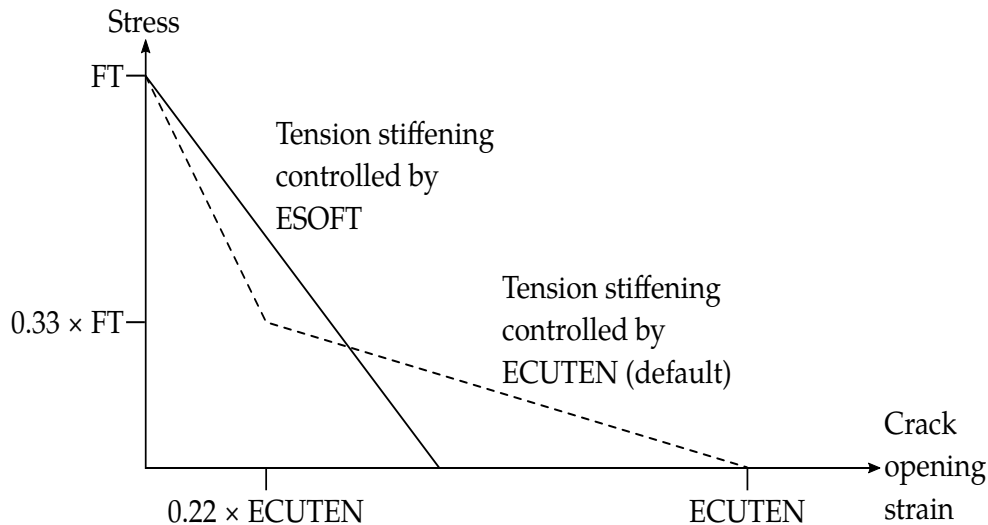 Stress
FT
Tension stiffening
controlled by
ESOFT
Tension stiffening
controlled by
ECUTEN (default)
0.33 × FT
Crack
opening
strain
0.22 × ECUTEN
ECUTEN